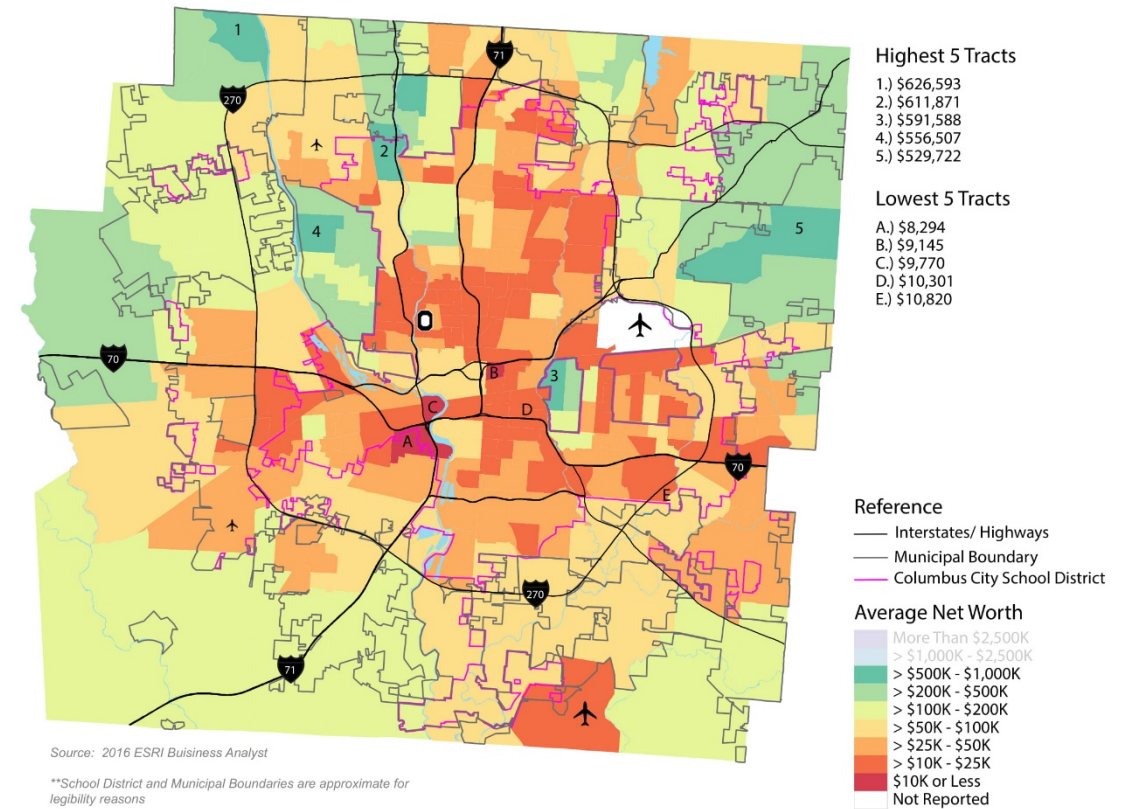 1
71
Highest 5 Tracts
1.) $626,593
2.) $611,871
3.) $591,588
4.) $556,507
5.) $529,722
270
2
Lowest 5 Tracts
A.) $8,294
B.) $9,145
C.) $9,770
D.) $10,301
E.) $10,820
4
5
70
B
3
C
D
A
70
E
270
71
Reference
Interstates/ Highways
Municipal Boundary
Columbus City School District
Average Net Worth
More Than $2,500K
> $1,000K - $2,500K
> $500K - $1,000K
> $200K - $500K
> $100K - $200K
> $50K - $100K
> $25K - $50K
> $10K - $25K
$10K or Less
Not Reported
Source: 2016 ESRI Buisiness Analyst
**School District and Municipal Boundaries are approximate for
legibility reasons